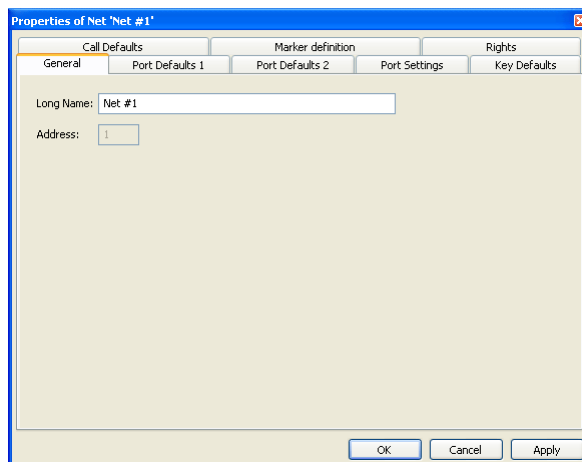 Properties of Net 'Net #1'
Call Defaults Marker definition Rights
General Port Defaults 1 Port Defaults 2 Port Settings Key Defaults
Long Name: Net #1
Address: 1
OK Cancel Apply